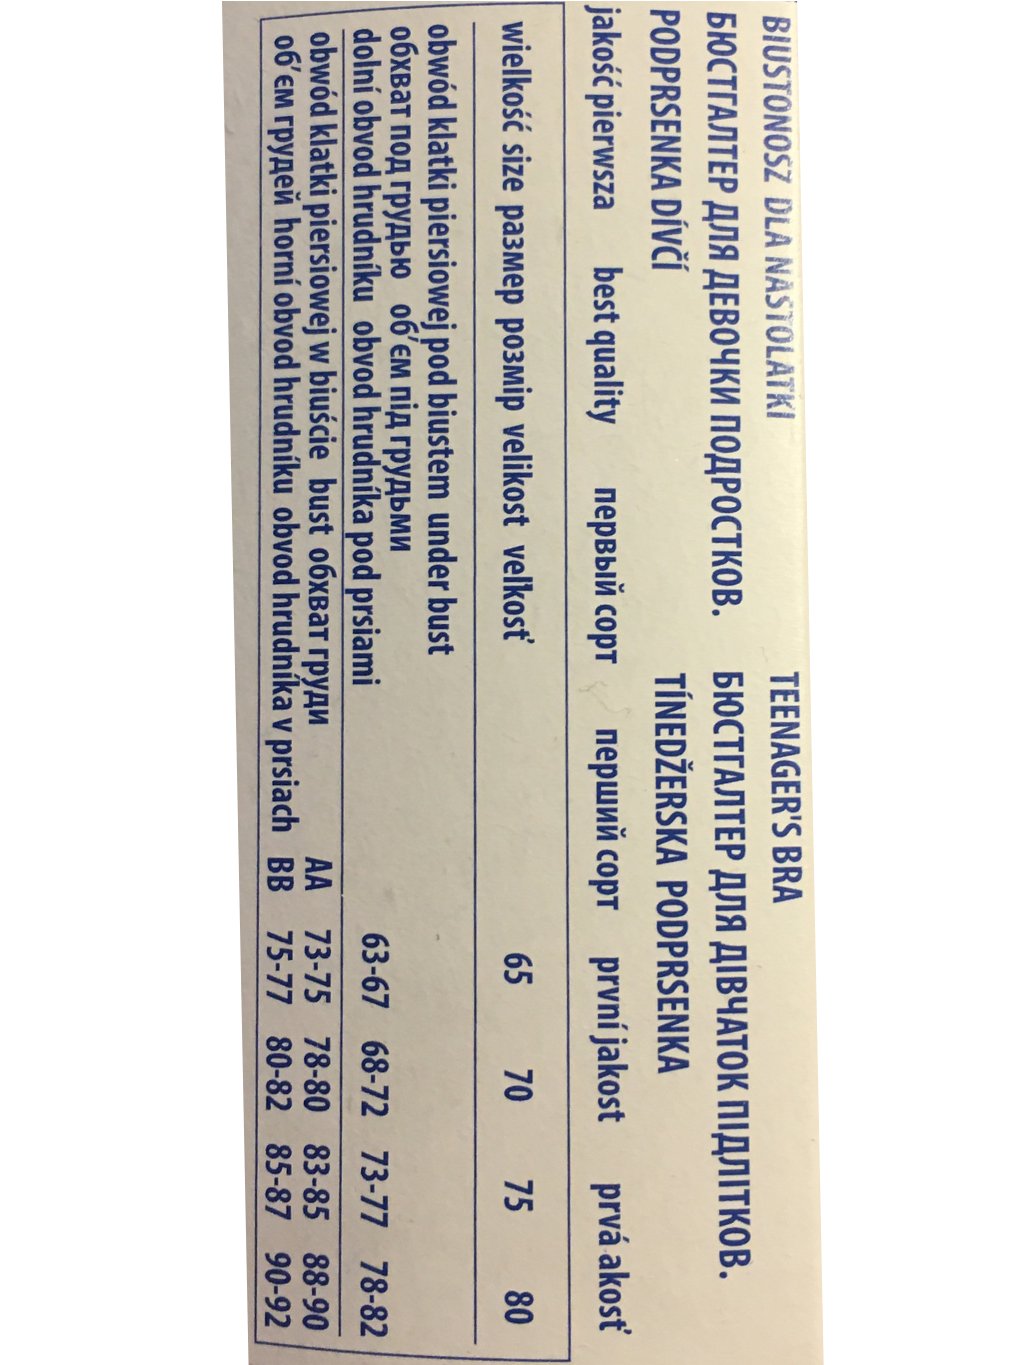 BIUSTONOSZ DLA NASTOLATKI TEENAGER'S BRA
БЮСТГАЛТЕР ДЛЯ ДЕВОЧКИ ПОДРОСТКОВ. БЮСТГАЛТЕР ДЛЯ ДІВЧАТОК ПІДЛІТКОВ.
PODPRSENKA DÍVČÍ TÍNEDŽERSKA PODPRSENKA
jakość pierwsza best quality первый сорт перший сорт první jakost prvá akosť
wielkość size размер розмір velikost veľkosť 65 70 75 80
obwód klatki piersiowej pod biustem under bust
обхват под грудью об'єм під грудьми
dolní obvod hrudníku obvod hrudníka pod prsiami 63-67 68-72 73-77 78-82
obwód klatki piersiowej w biuście bust обхват груди AA 73-75 78-80 83-85 88-90
об'єм грудей horní obvod hrudníku obvod hrudníka v prsiach BB 75-77 80-82 85-87 90-92